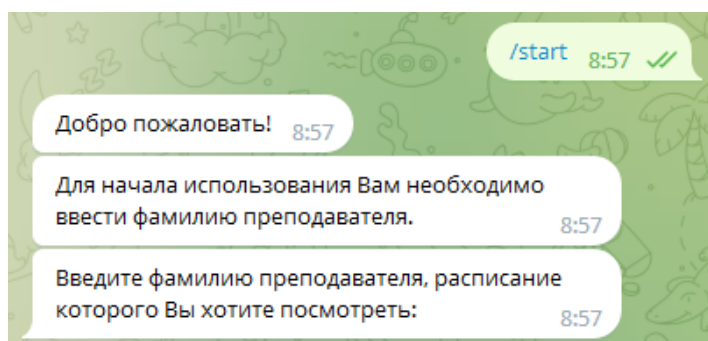 /start 8:57
Добро пожаловать! 8:57
Для начала использования Вам необходимо
ввести фамилию преподавателя. 8:57
Введите фамилию преподавателя, расписание
которого Вы хотите посмотреть: 8:57